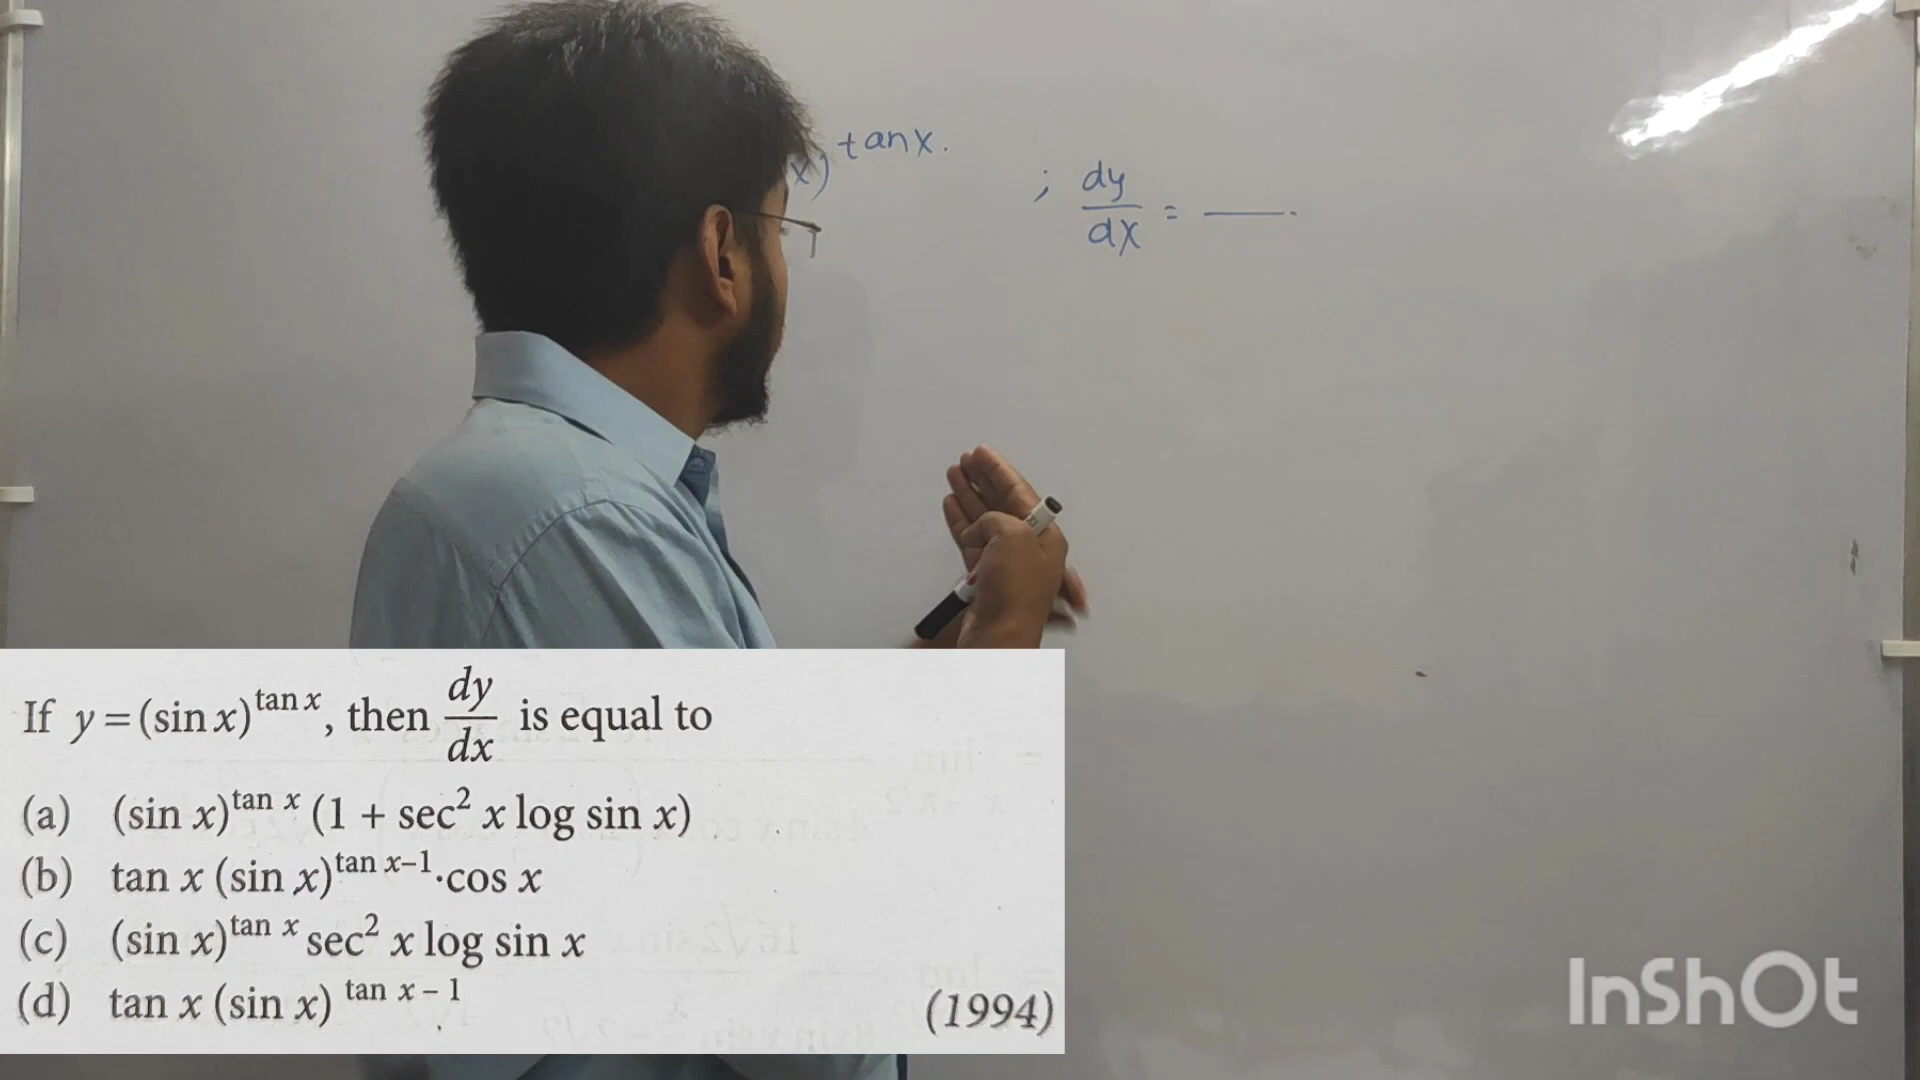 x)^tan x.
; dy/dx = ___.
If y = (sin x)^tan x, then dy/dx is equal to
(a) (sin x)^tan x (1 + sec² x log sin x)
(b) tan x (sin x)^tan x–1·cos x
(c) (sin x)^tan x sec² x log sin x
(d) tan x (sin x)^tan x – 1
(1994)
InShOt